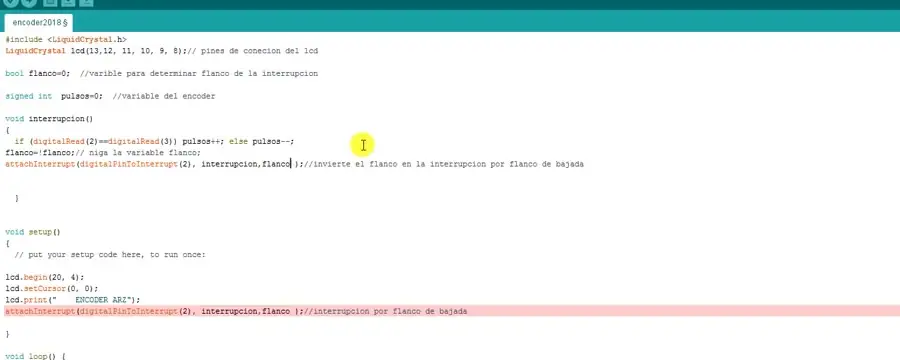 encoder2018 §
#include <LiquidCrystal.h>
LiquidCrystal lcd(13,12, 11, 10, 9, 8);// pines de conecion del lcd
bool flanco=0;  //varible para determinar flanco de la interrupcion
signed int  pulsos=0;  //variable del encoder
void interrupcion()
{
if (digitalRead(2)==digitalRead(3)) pulsos++; else pulsos--;
flanco=!flanco;// niga la variable flanco;
attachInterrupt(digitalPinToInterrupt(2), interrupcion,flanco );//invierte el flanco en la interrupcion por flanco de bajada
}
void setup()
{
// put your setup code here, to run once:
lcd.begin(20, 4);
lcd.setCursor(0, 0);
lcd.print("    ENCODER ARZ");
attachInterrupt(digitalPinToInterrupt(2), interrupcion,flanco );//interrupcion por flanco de bajada
}
void loop() {